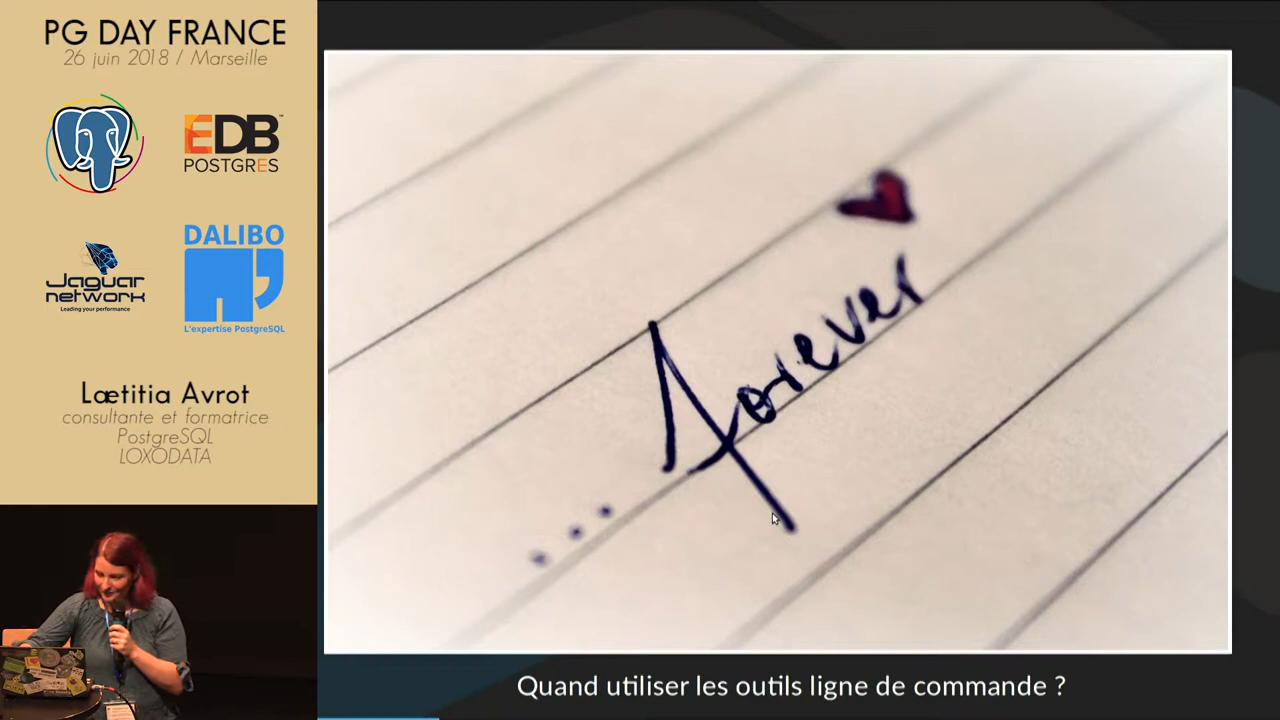 PG DAY FRANCE
26 juin 2018 / Marseille
EDB
POSTGRES
Jaguar
network
Leading your performance
DALIBO
L'expertise PostgreSQL
Lætitia Avrot
consultante et formatrice
PostgreSQL
LOXODATA
... forever
Quand utiliser les outils ligne de commande ?